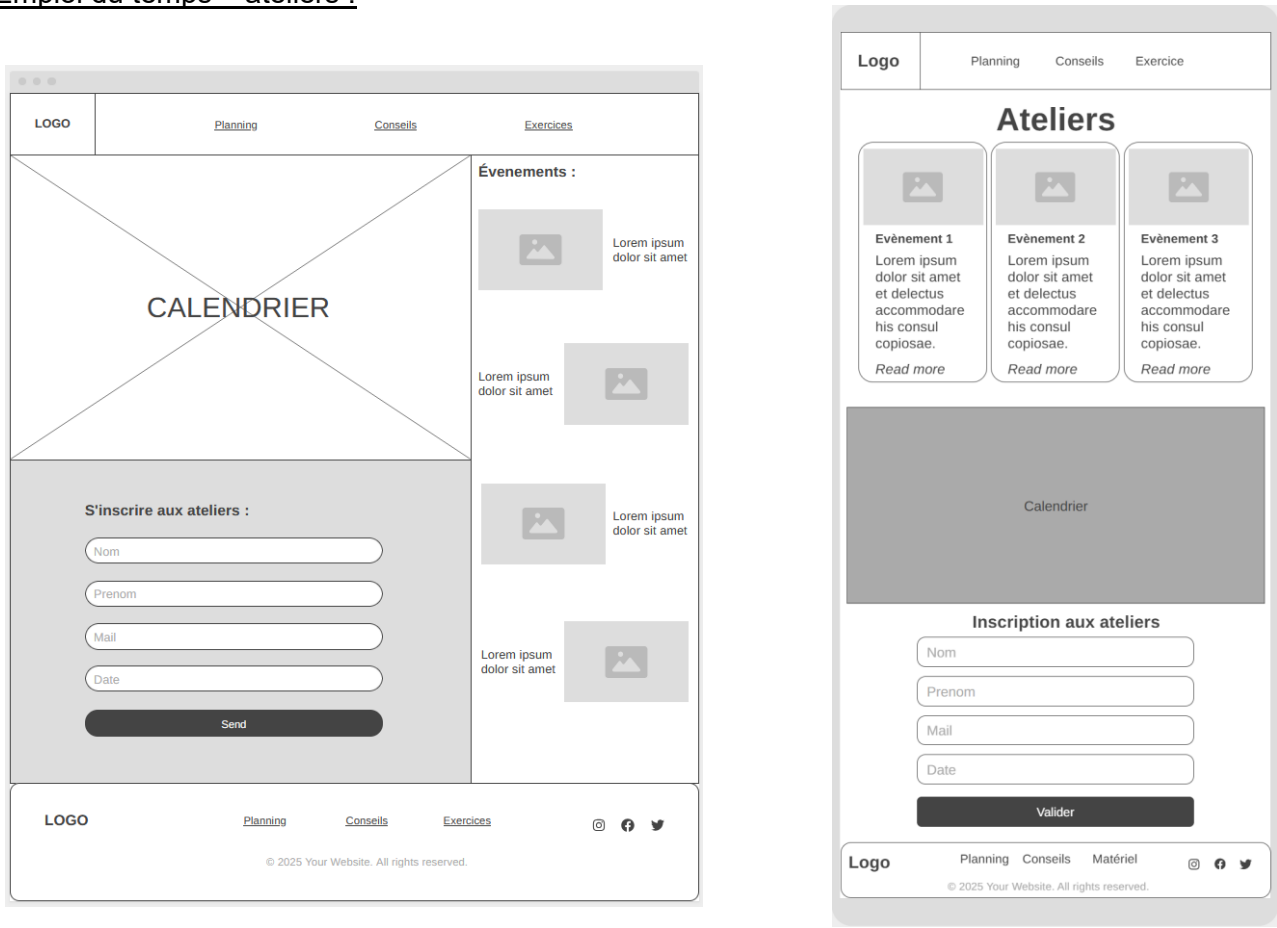 Emploi du temps – ateliers :
LOGO
Planning
Conseils
Exercices
CALENDRIER
Évenements :
Lorem ipsum
dolor sit amet
Lorem ipsum
dolor sit amet
Lorem ipsum
dolor sit amet
Lorem ipsum
dolor sit amet
S'inscrire aux ateliers :
Nom
Prenom
Mail
Date
Send
LOGO
Planning
Conseils
Exercices
© 2025 Your Website. All rights reserved.
Logo
Planning
Conseils
Exercice
Ateliers
Evènement 1
Lorem ipsum
dolor sit amet
et delectus
accommodare
his consul
copiosae.
Read more
Evènement 2
Lorem ipsum
dolor sit amet
et delectus
accommodare
his consul
copiosae.
Read more
Evènement 3
Lorem ipsum
dolor sit amet
et delectus
accommodare
his consul
copiosae.
Read more
Calendrier
Inscription aux ateliers
Nom
Prenom
Mail
Date
Valider
Logo
Planning
Conseils
Matériel
© 2025 Your Website. All rights reserved.